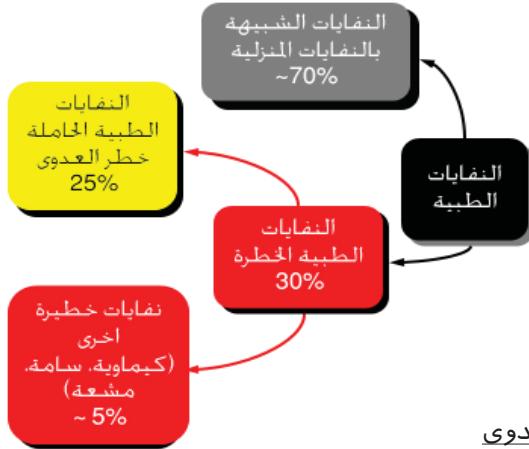 النفايات الشبيهة
بالنفايات المنزلية
~70%
النفايات
الطبية
النفايات
الطبية الحاملة
خطر العدوى
25%
النفايات
الطبية الخطرة
30%
نفايات خطيرة
اخرى
(كيماوية، سامة،
مشعة)
~ 5%
دوى